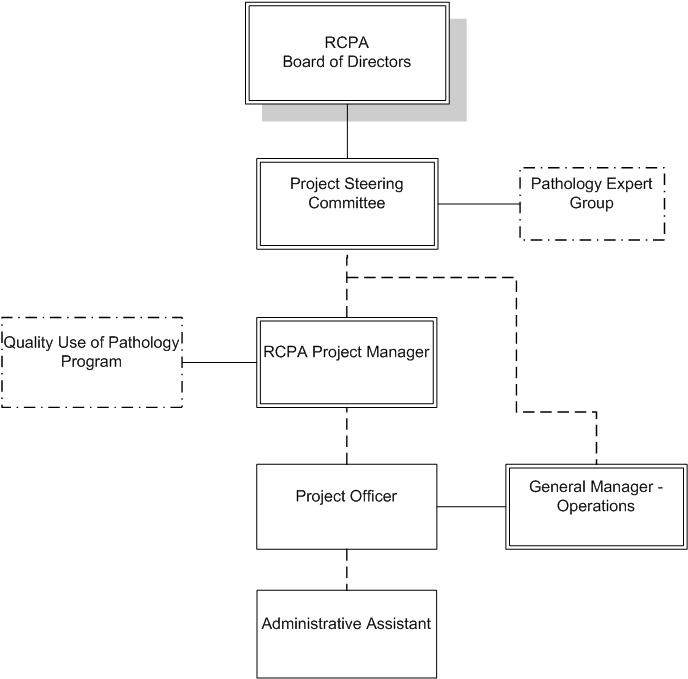 RCPA
Board of Directors
Project Steering
Committee
Pathology Expert
Group
Quality Use of Pathology
Program
RCPA Project Manager
Project Officer
General Manager -
Operations
Administrative Assistant